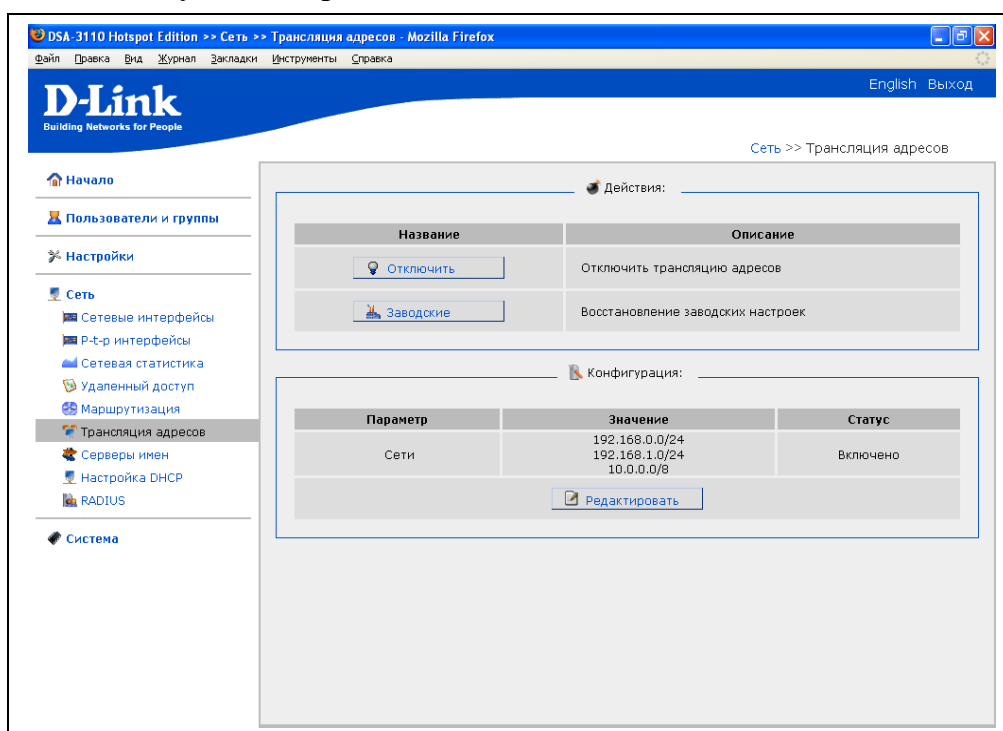 DSA-3110 Hotspot Edition >> Сеть >> Трансляция адресов - Mozilla Firefox
Файл Правка Вид Журнал Закладки Инструменты Справка
D-Link
Building Networks for People
English Выход
Сеть >> Трансляция адресов
Начало
Пользователи и группы
Настройки
Сеть
Сетевые интерфейсы
P-t-p интерфейсы
Сетевая статистика
Удаленный доступ
Маршрутизация
Трансляция адресов
Серверы имен
Настройка DHCP
RADIUS
Система
Действия:
Название Описание
Отключить Отключить трансляцию адресов
Заводские Восстановление заводских настроек
Конфигурация:
Параметр Значение Статус
Сети 192.168.0.0/24 Включено
192.168.1.0/24
10.0.0.0/8
Редактировать